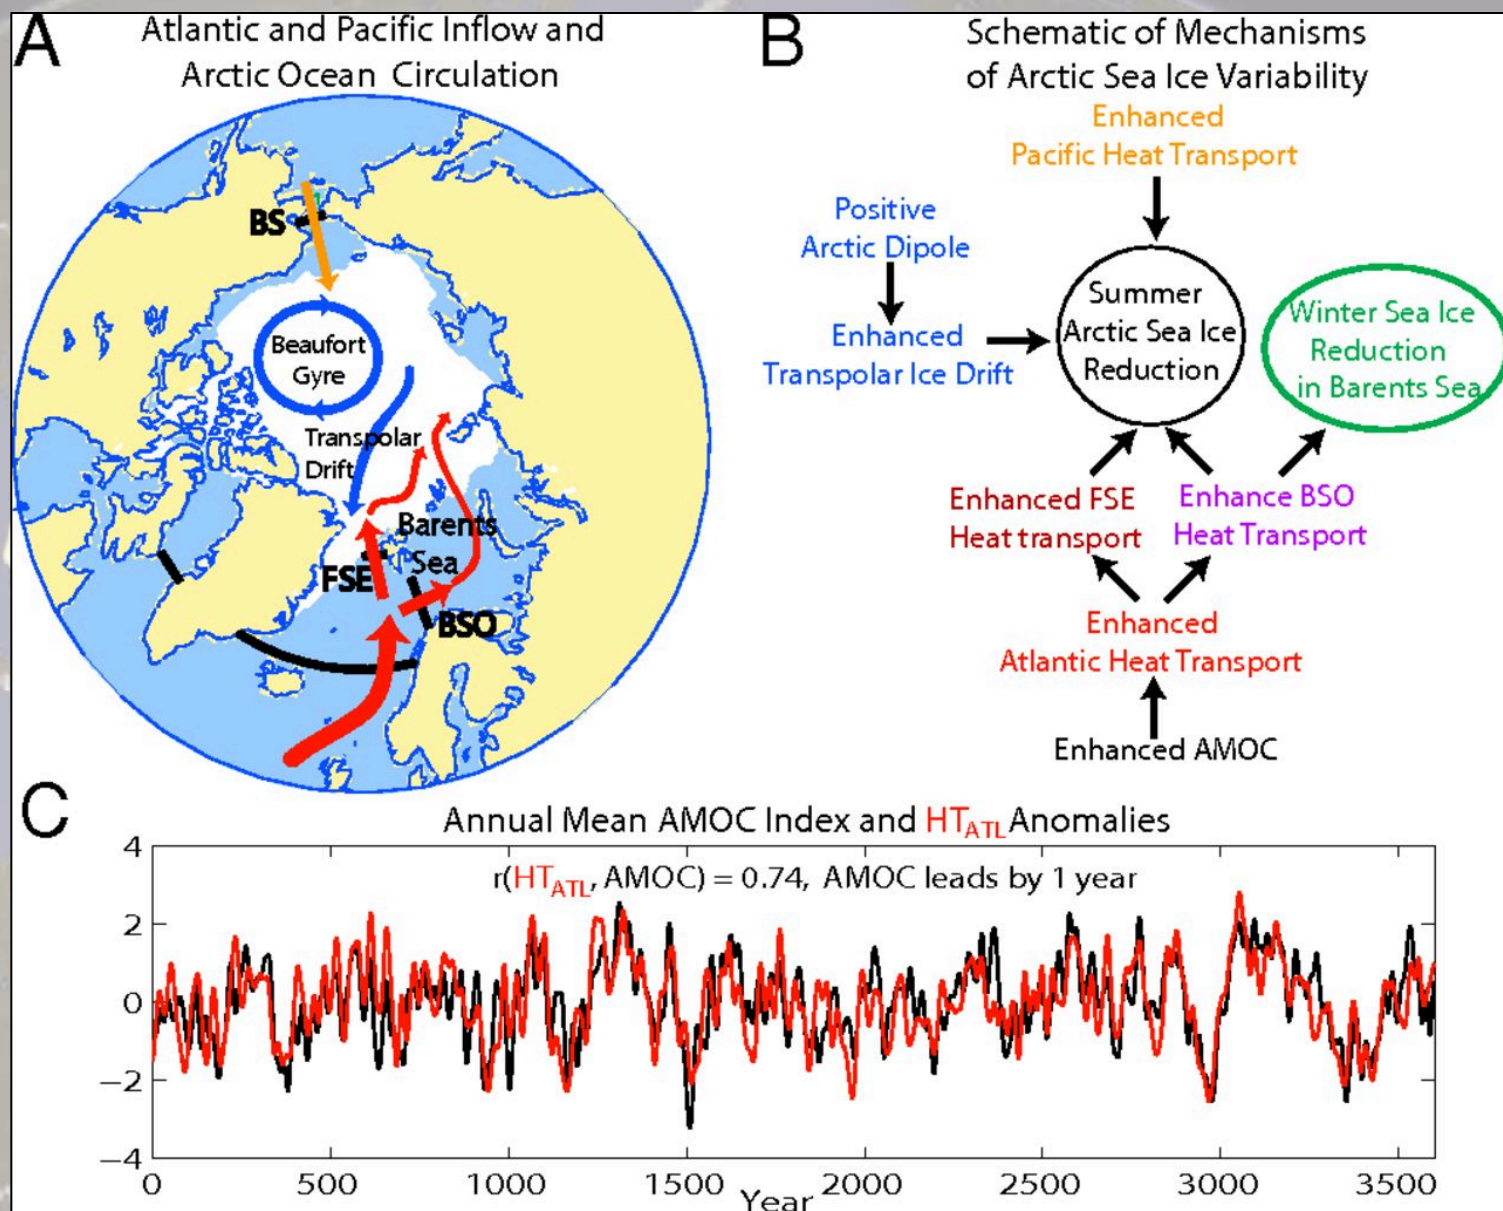 A
Atlantic and Pacific Inflow and
Arctic Ocean Circulation
BS
Beaufort
Gyre
Transpolar
Drift
Barents
Sea
FSE
BSO
B
Schematic of Mechanisms
of Arctic Sea Ice Variability
Enhanced
Pacific Heat Transport
Positive
Arctic Dipole
Enhanced
Transpolar Ice Drift
Summer
Arctic Sea Ice
Reduction
Winter Sea Ice
Reduction
in Barents Sea
Enhanced FSE
Heat transport
Enhance BSO
Heat Transport
Enhanced
Atlantic Heat Transport
Enhanced AMOC
C
Annual Mean AMOC Index and HT_ATL Anomalies
r(HT_ATL, AMOC) = 0.74, AMOC leads by 1 year
4
2
0
−2
−4
0 500 1000 1500 2000 2500 3000 3500
Year